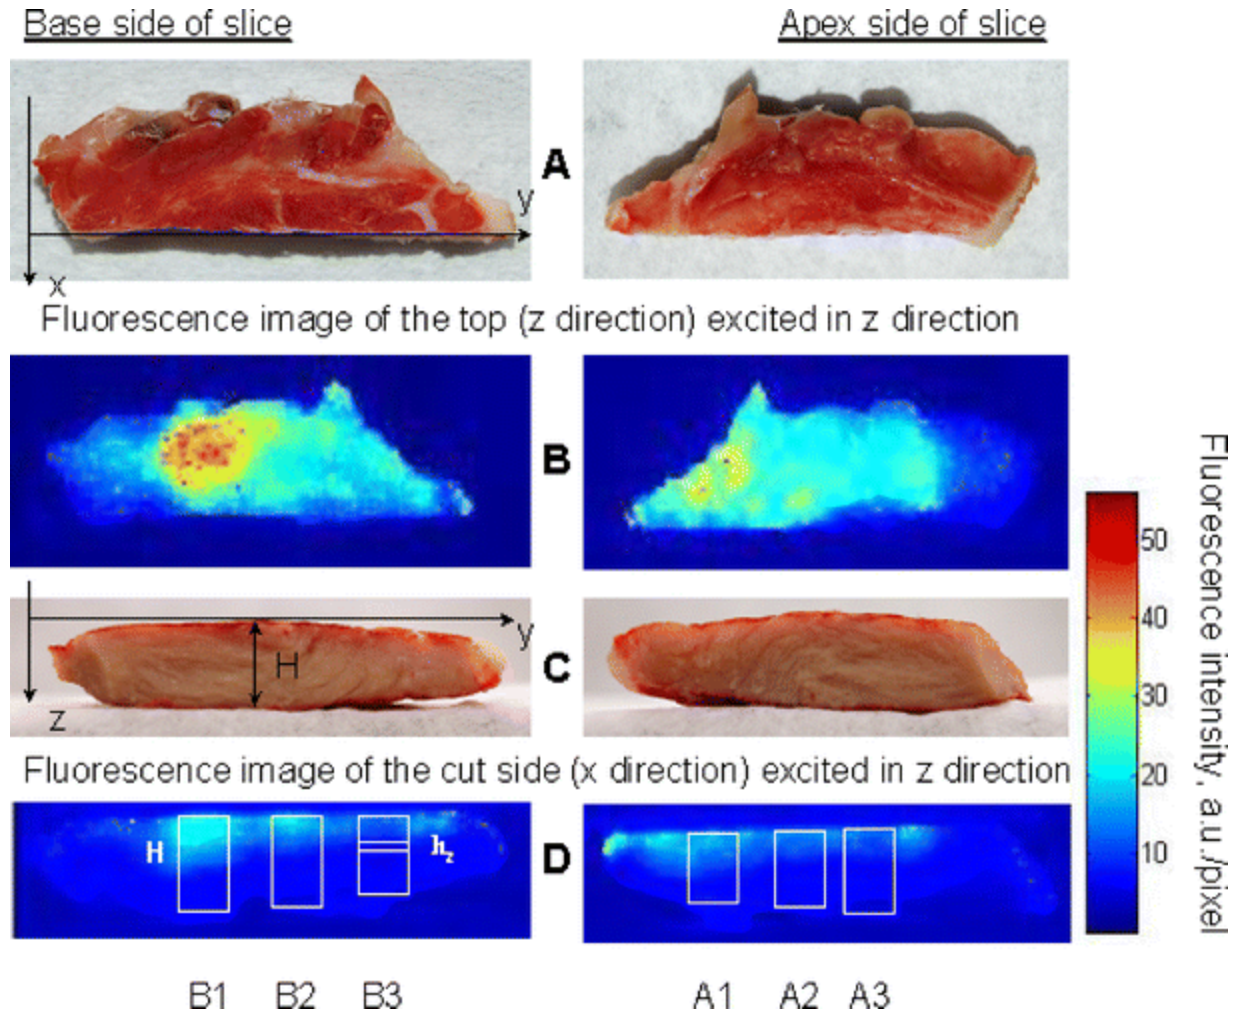 Base side of slice
Apex side of slice
A
y
x
Fluorescence image of the top (z direction) excited in z direction
B
50
40
30
20
10
Fluorescence intensity, a.u./pixel
y
H
z
C
Fluorescence image of the cut side (x direction) excited in z direction
H
hz
D
B1 B2 B3
A1 A2 A3